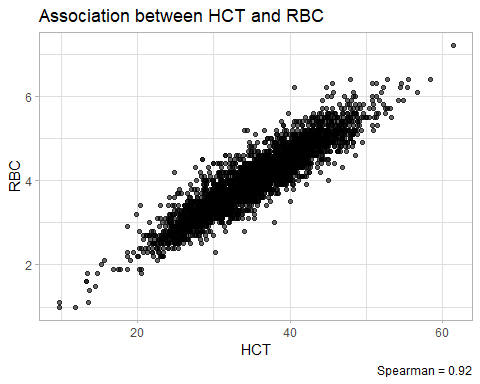 Association between HCT and RBC
RBC
6
4
2
20
40
60
HCT
Spearman = 0.92